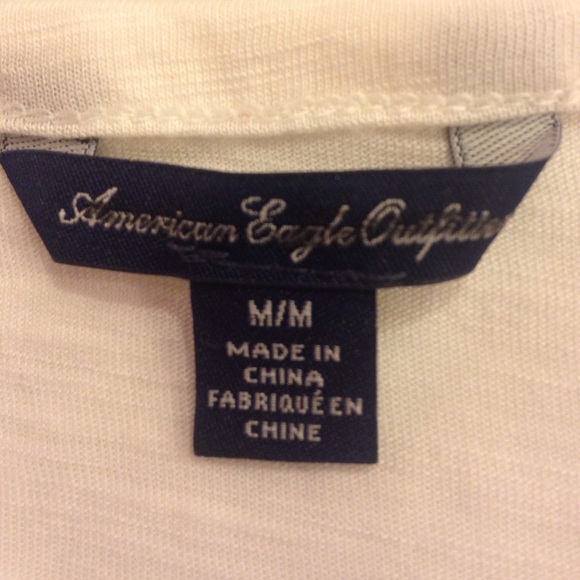 American Eagle Outfitters
M/M
MADE IN
CHINA
FABRIQUÉ EN
CHINE